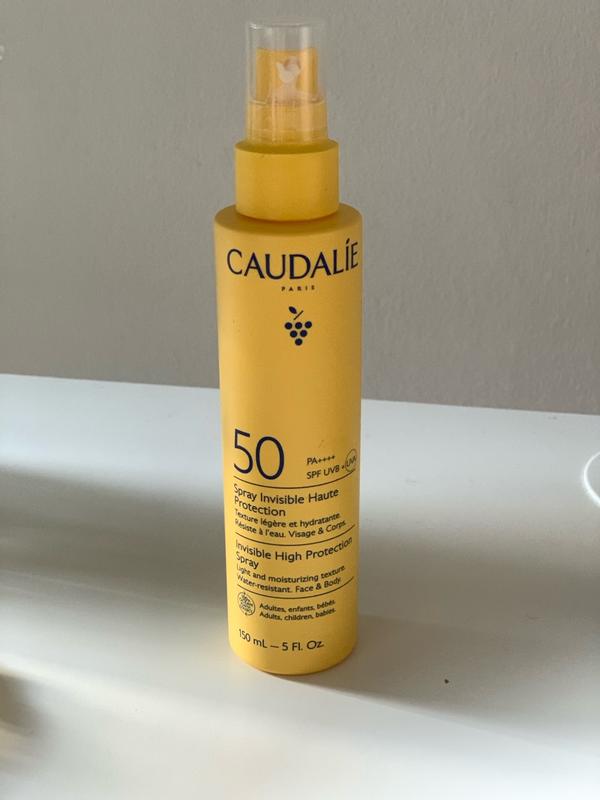 CAUDALÍE
PARIS
50
PA++++
SPF UVB + UVA
Spray Invisible Haute
Protection
Texture légère et hydratante.
Résiste à l'eau. Visage & Corps.
Invisible High Protection
Spray
Light and moisturizing texture.
Water-resistant. Face & Body.
Adultes, enfants, bébés.
Adults, children, babies.
150 mL – 5 Fl. Oz.